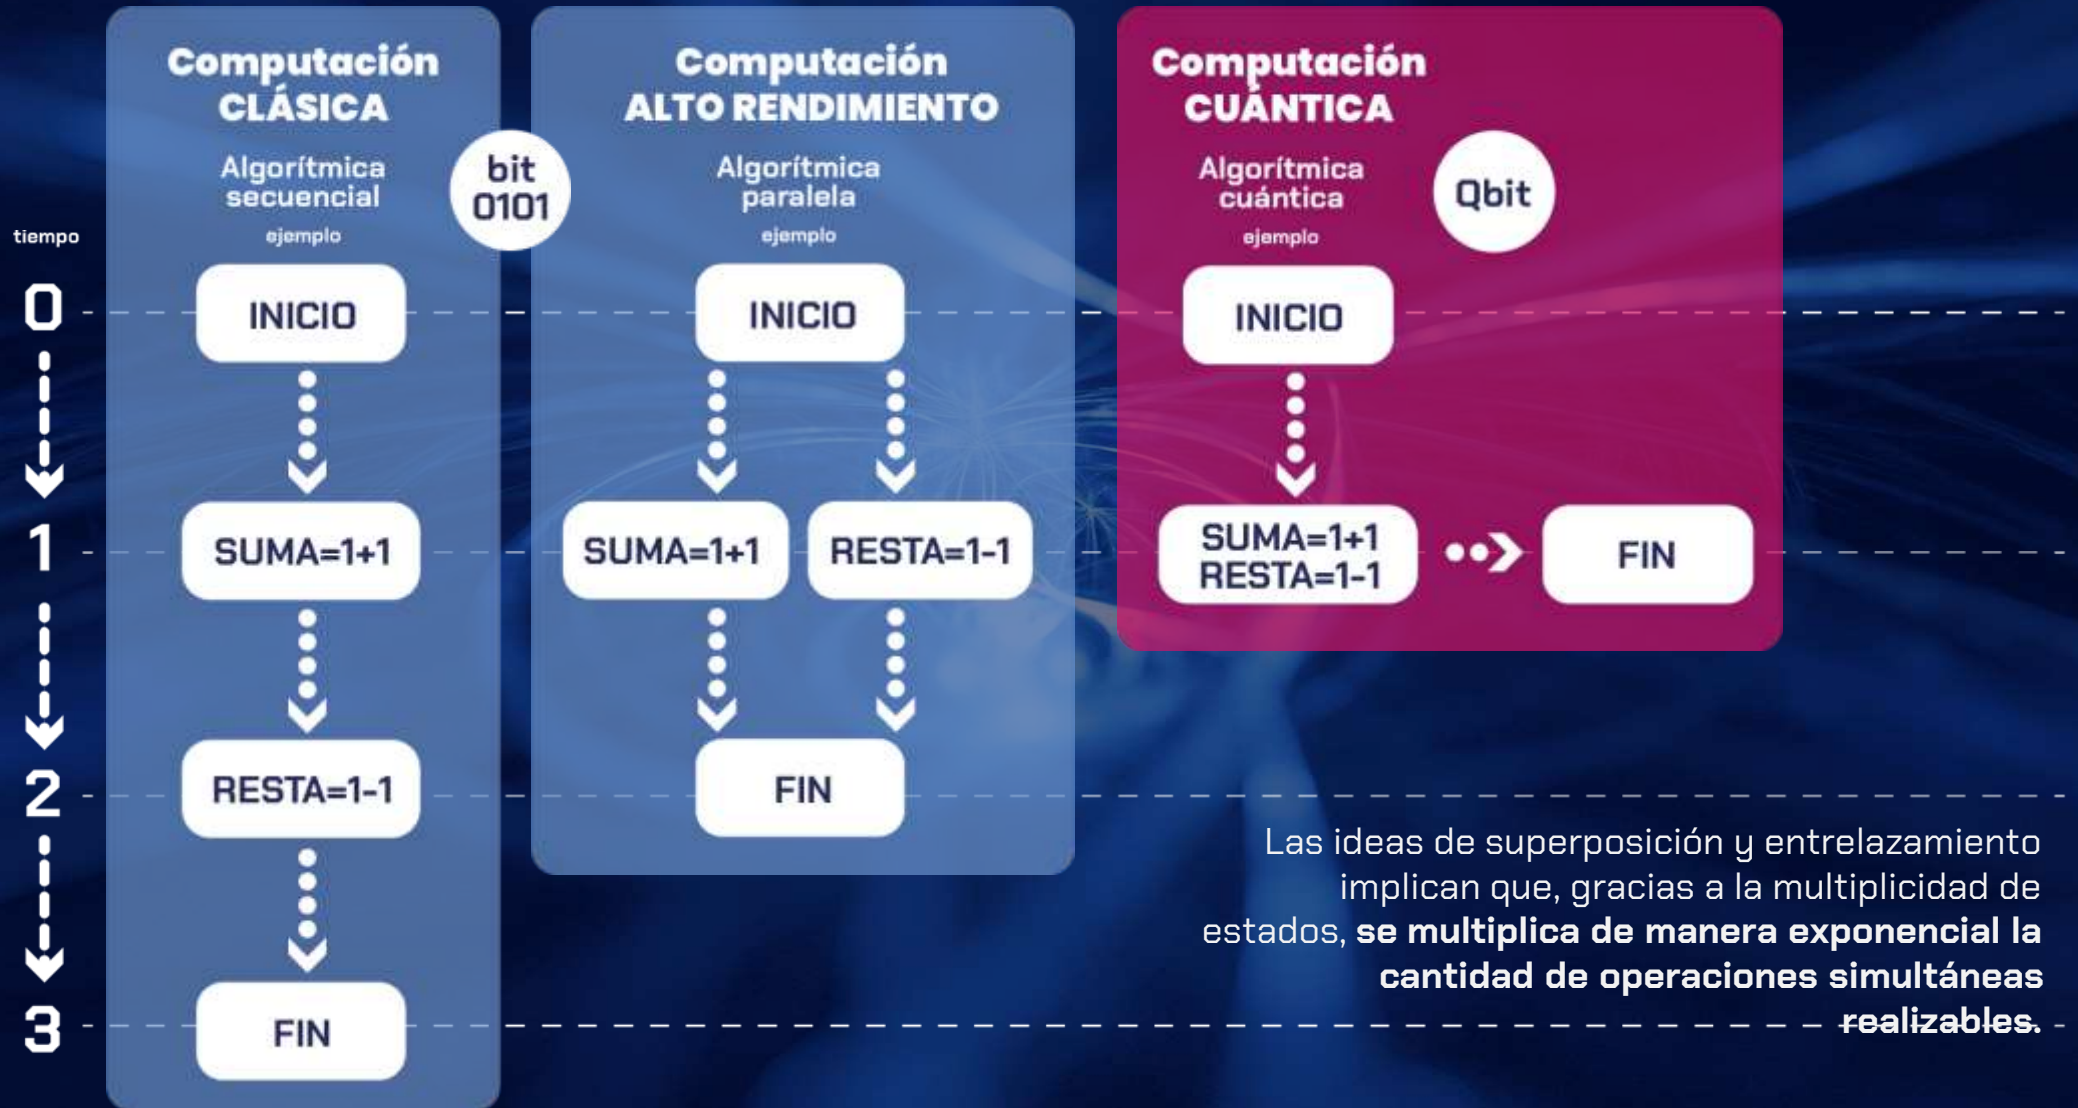 Computación
CLÁSICA
Algorítmica
secuencial
ejemplo
bit
0101
Computación
ALTO RENDIMIENTO
Algorítmica
paralela
ejemplo
Computación
CUÁNTICA
Algorítmica
cuántica
ejemplo
Qbit
tiempo
0
INICIO
INICIO
INICIO
1
SUMA=1+1
SUMA=1+1
RESTA=1-1
SUMA=1+1
RESTA=1-1
FIN
2
RESTA=1-1
FIN
3
FIN
Las ideas de superposición y entrelazamiento
implican que, gracias a la multiplicidad de
estados, se multiplica de manera exponencial la
cantidad de operaciones simultáneas
realizables.